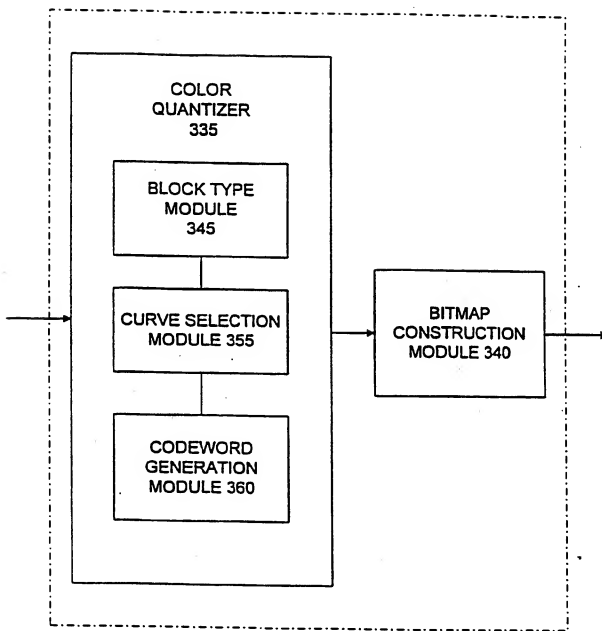 COLOR
QUANTIZER
335
BLOCK TYPE
MODULE
345
CURVE SELECTION
MODULE 355
CODEWORD
GENERATION
MODULE 360
BITMAP
CONSTRUCTION
MODULE 340